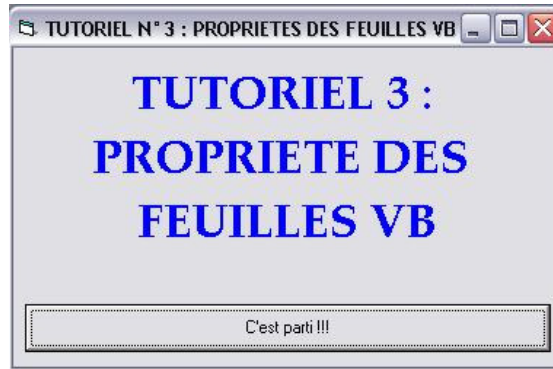 TUTORIEL N° 3 : PROPRIETES DES FEUILLES VB
TUTORIEL 3 :
PROPRIETE DES
FEUILLES VB
C'est parti !!!